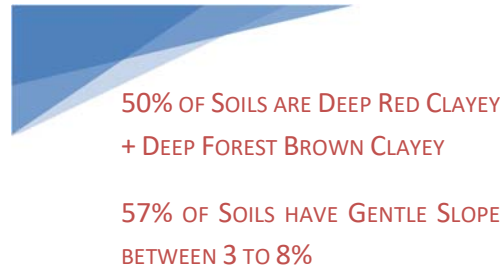 50% OF SOILS ARE DEEP RED CLAYEY
+ DEEP FOREST BROWN CLAYEY
57% OF SOILS HAVE GENTLE SLOPE
BETWEEN 3 TO 8%